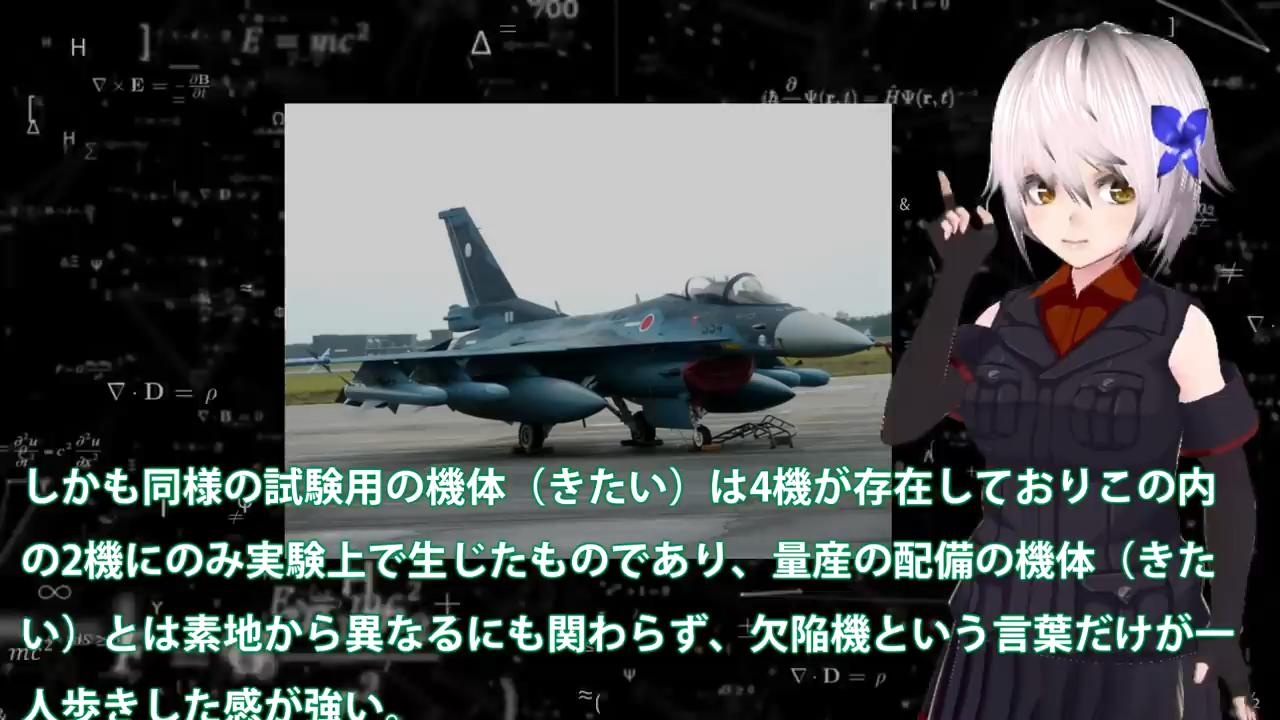 H
]
E = mc²
Δ
%00
∇ × E = -∂B/∂t
[
Δ
H
Σ
Ω
iħ ∂/∂t Ψ(r,t) = ĤΨ(r,t)
&
∇ · D = ρ
しかも同様の試験用の機体（きたい）は4機が存在しておりこの内
の2機にのみ実験上で生じたものであり、量産の配備の機体（きた
い）とは素地から異なるにも関わらず、欠陥機という言葉だけが一
人歩きした感が強い。
∇ · D = ρ